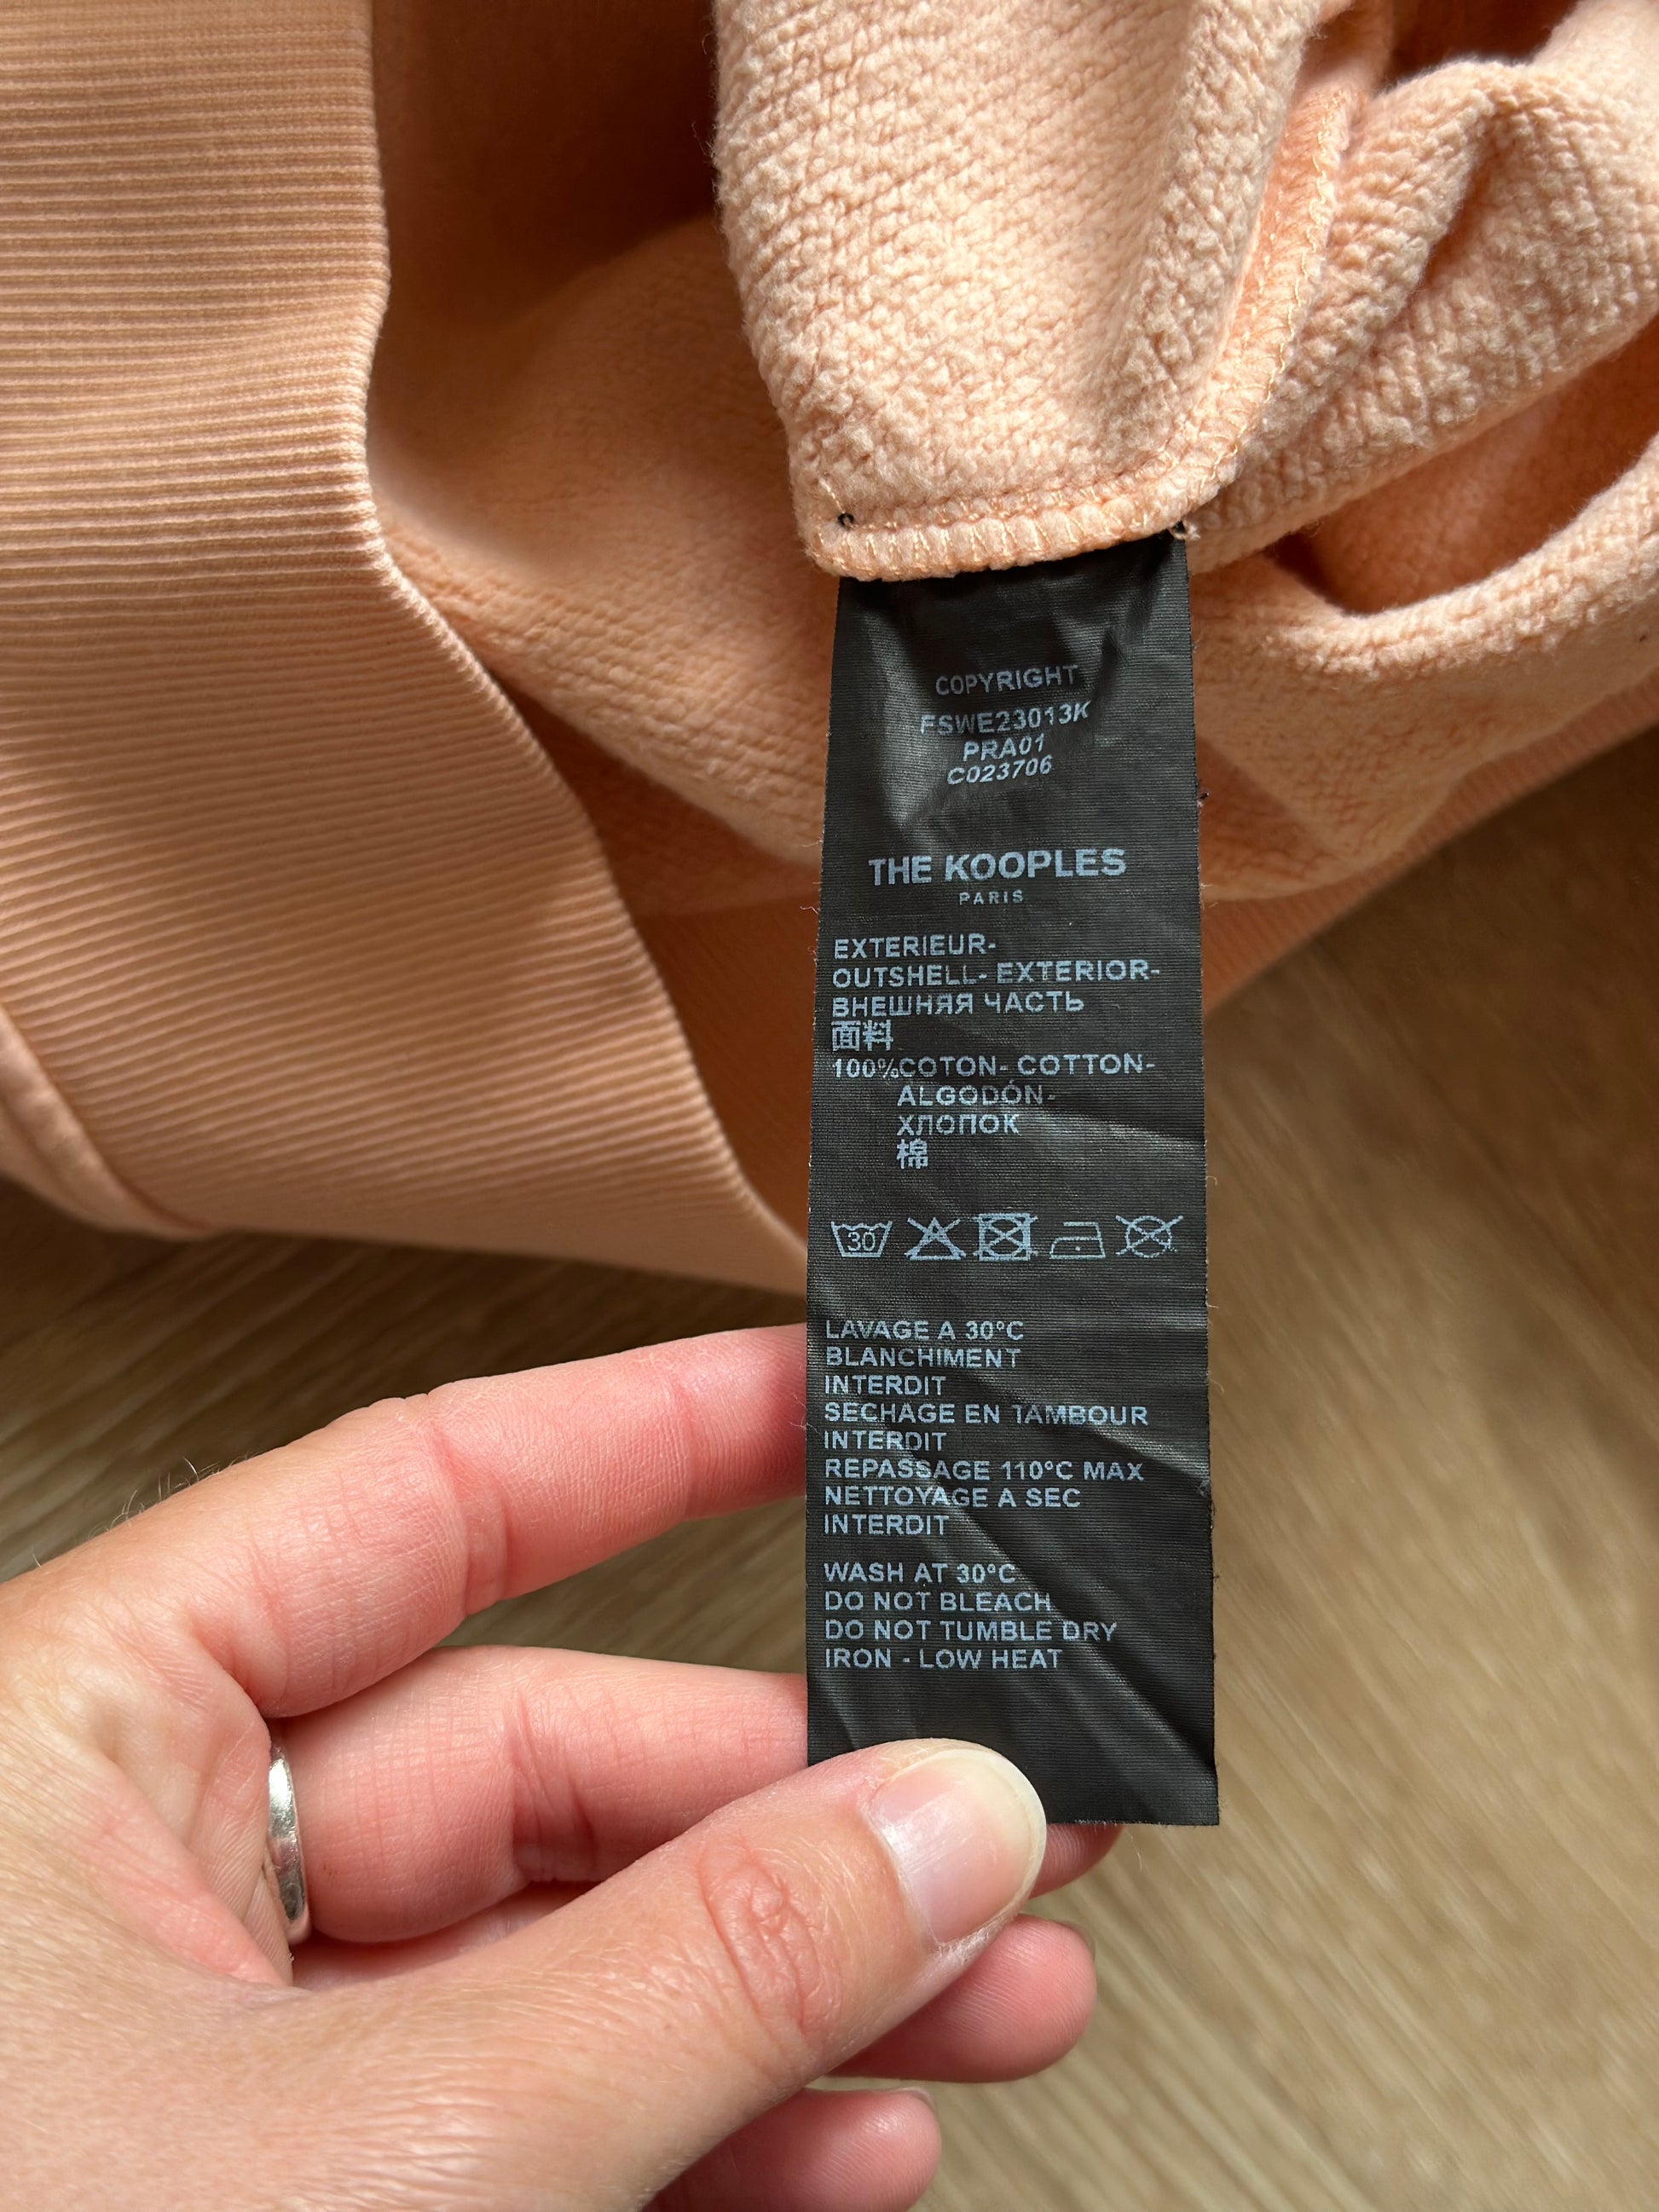 COPYRIGHT
FSWE23013K
PRA01
C023706
THE KOOPLES
PARIS
EXTERIEUR-
OUTSHELL- EXTERIOR-
ВНЕШНЯЯ ЧАСТЬ
面料
100%COTON- COTTON-
ALGODÓN-
ХЛОПОК
棉
30
LAVAGE A 30°C
BLANCHIMENT
INTERDIT
SECHAGE EN TAMBOUR
INTERDIT
REPASSAGE 110°C MAX
NETTOYAGE A SEC
INTERDIT
WASH AT 30°C
DO NOT BLEACH
DO NOT TUMBLE DRY
IRON - LOW HEAT